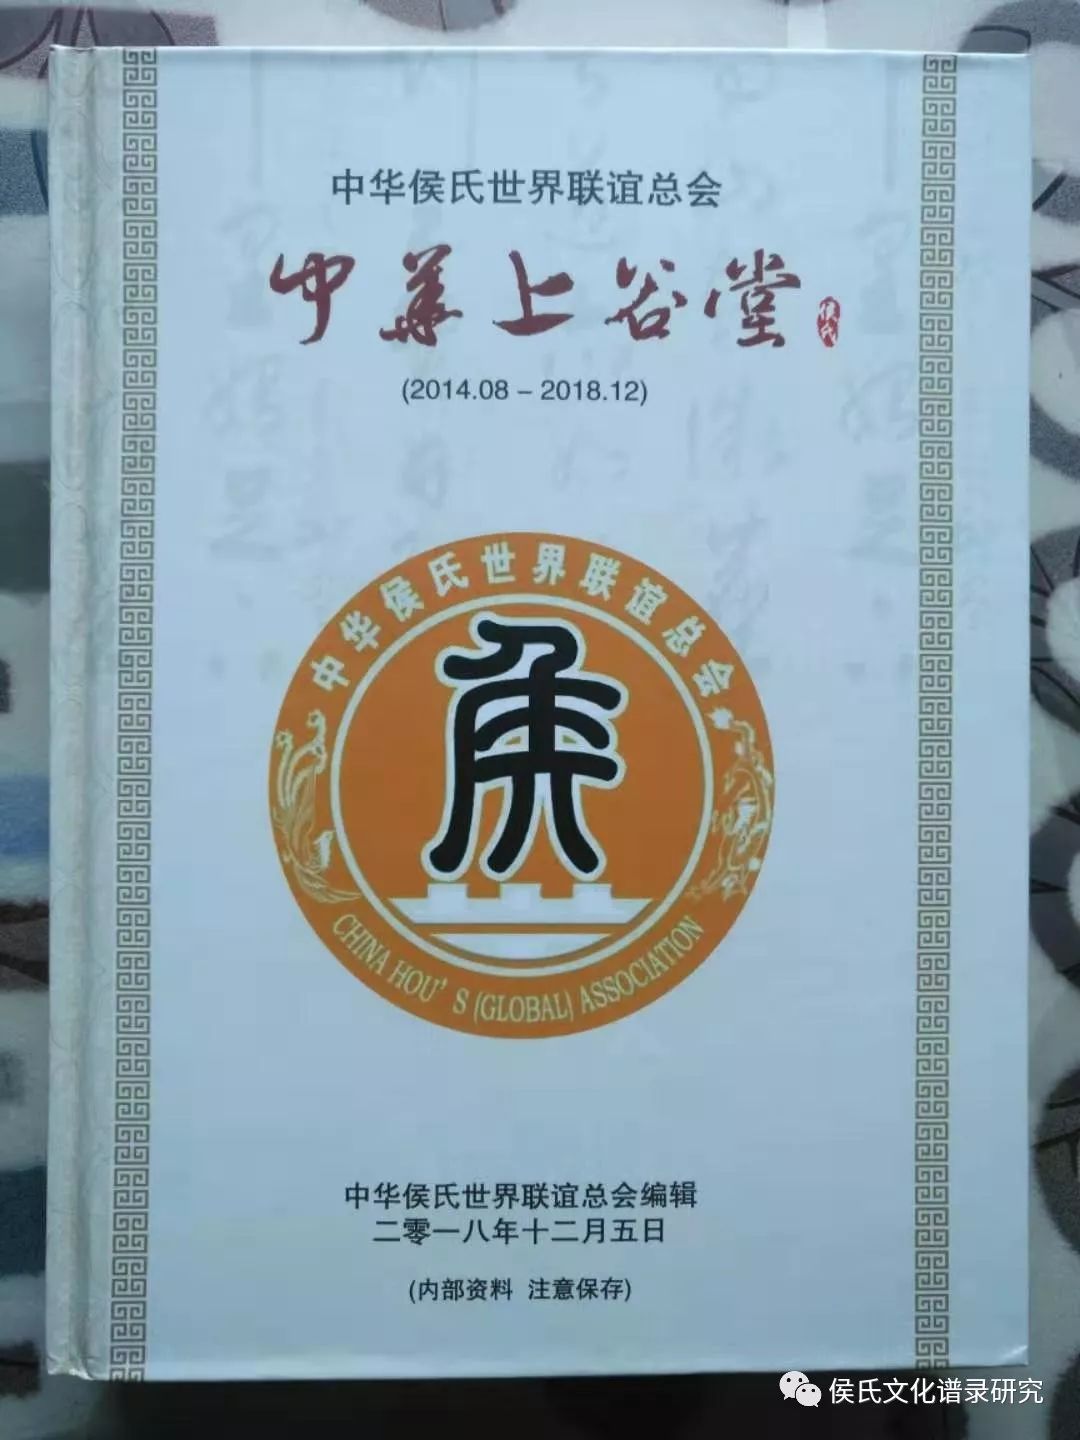 中华侯氏世界联谊总会
中華上谷堂
侯氏
(2014.08 – 2018.12)
中华侯氏世界联谊总会
侯
CHINA HOU'S (GLOBAL) ASSOCIATION
中华侯氏世界联谊总会编辑
二零一八年十二月五日
(内部资料 注意保存)
侯氏文化谱录研究